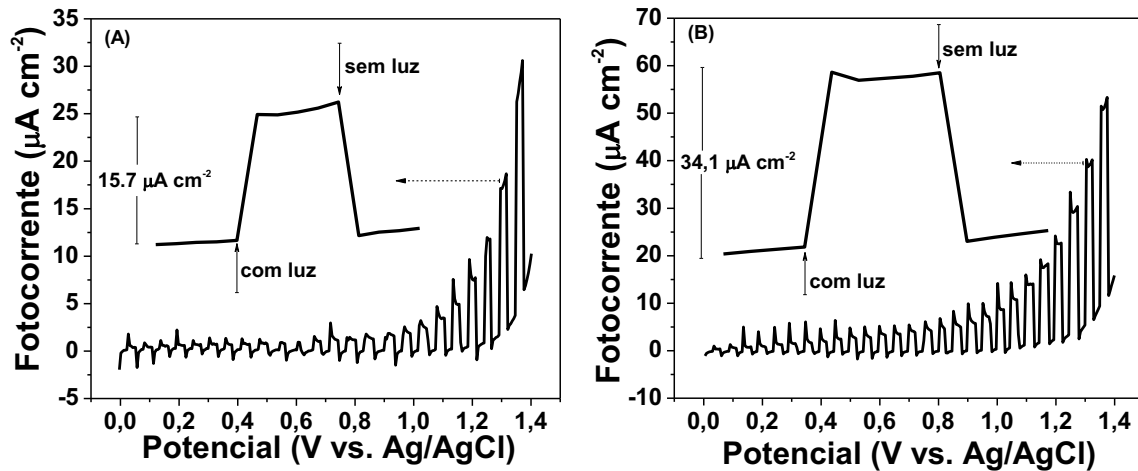 (A)
35
30
25
20
15
10
5
0
-5
Fotocorrente (μA cm⁻²)
sem luz
15.7 μA cm⁻²
com luz
0,0 0,2 0,4 0,6 0,8 1,0 1,2 1,4
Potencial (V vs. Ag/AgCl)
(B)
70
60
50
40
30
20
10
0
-10
Fotocorrente (μA cm⁻²)
sem luz
34,1 μA cm⁻²
com luz
0,0 0,2 0,4 0,6 0,8 1,0 1,2 1,4
Potencial (V vs. Ag/AgCl)